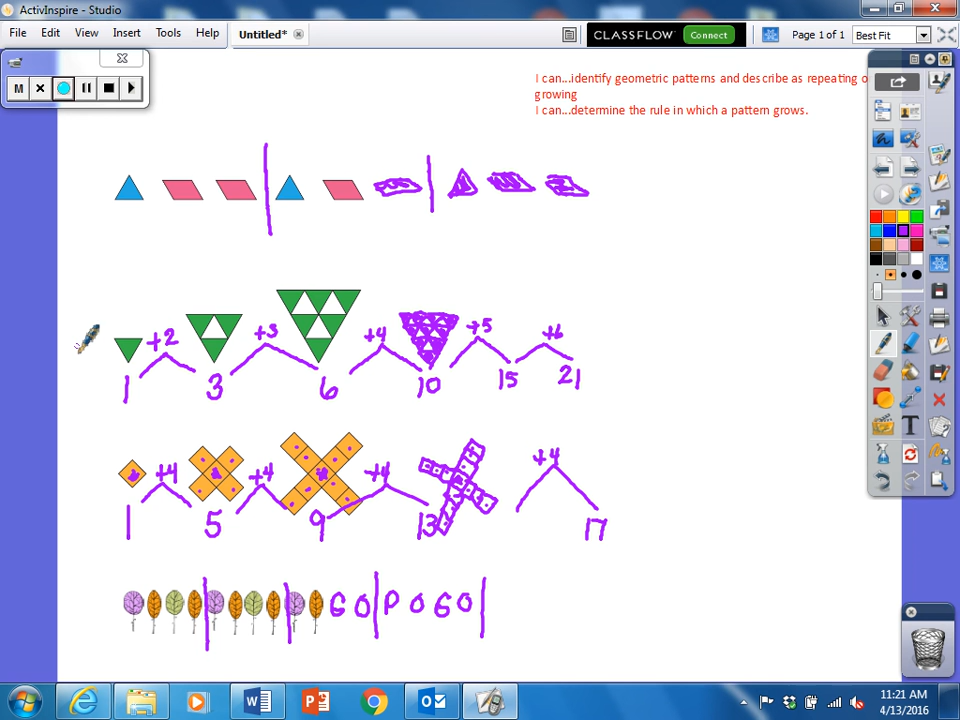 ActivInspire - Studio
File Edit View Insert Tools Help Untitled* CLASSFLOW Connect Page 1 of 1 Best Fit
M
I can...identify geometric patterns and describe as repeating o
growing
I can...determine the rule in which a pattern grows.
+2 +3 +4 +5 +6
1 3 6 10 15 21
+4 +4 +4 +4
1 5 9 13 17
G O P O G O
T
W P
11:21 AM
4/13/2016